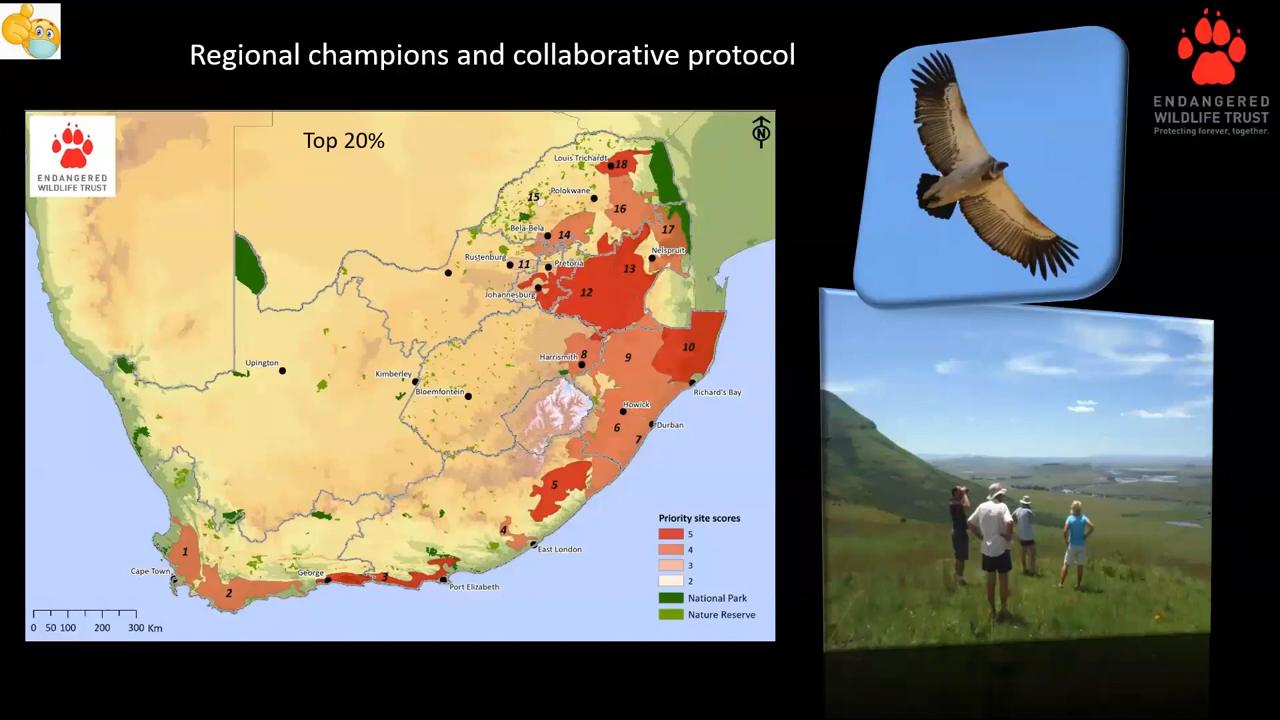 Regional champions and collaborative protocol
ENDANGERED
WILDLIFE TRUST
Protecting forever, together.
ENDANGERED
WILDLIFE TRUST
Top 20%
N
Louis Trichardt
18
Polokwane
15
16
Bela-Bela
14
17
Nelspruit
Rustenburg
11
Pretoria
13
Johannesburg
12
10
Harrismith
8
9
Upington
Kimberley
Bloemfontein
Richard's Bay
Howick
6
Durban
7
5
4
East London
1
Cape Town
2
George
3
Port Elizabeth
Priority site scores
5
4
3
2
National Park
Nature Reserve
0 50 100 200 300 Km